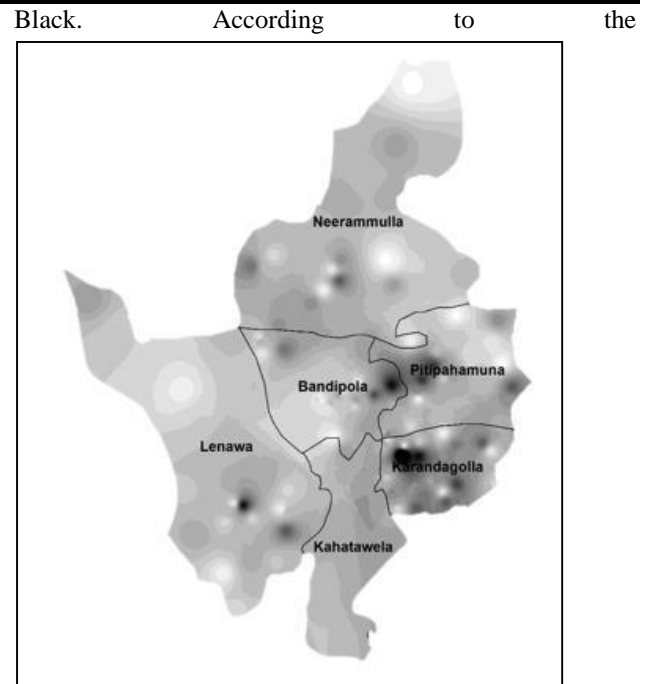 Black. According to the
Neerammulla
Pitipahamuna
Bandipola
Lenawa
Karandagolla
Kahatawela